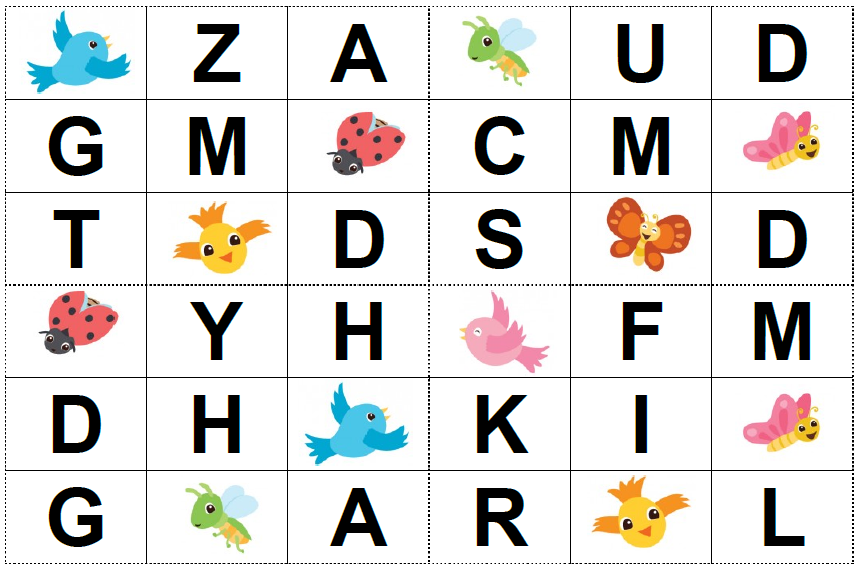 Z A U D
G M C M
T D S D
Y H F M
D H K I
G A R L